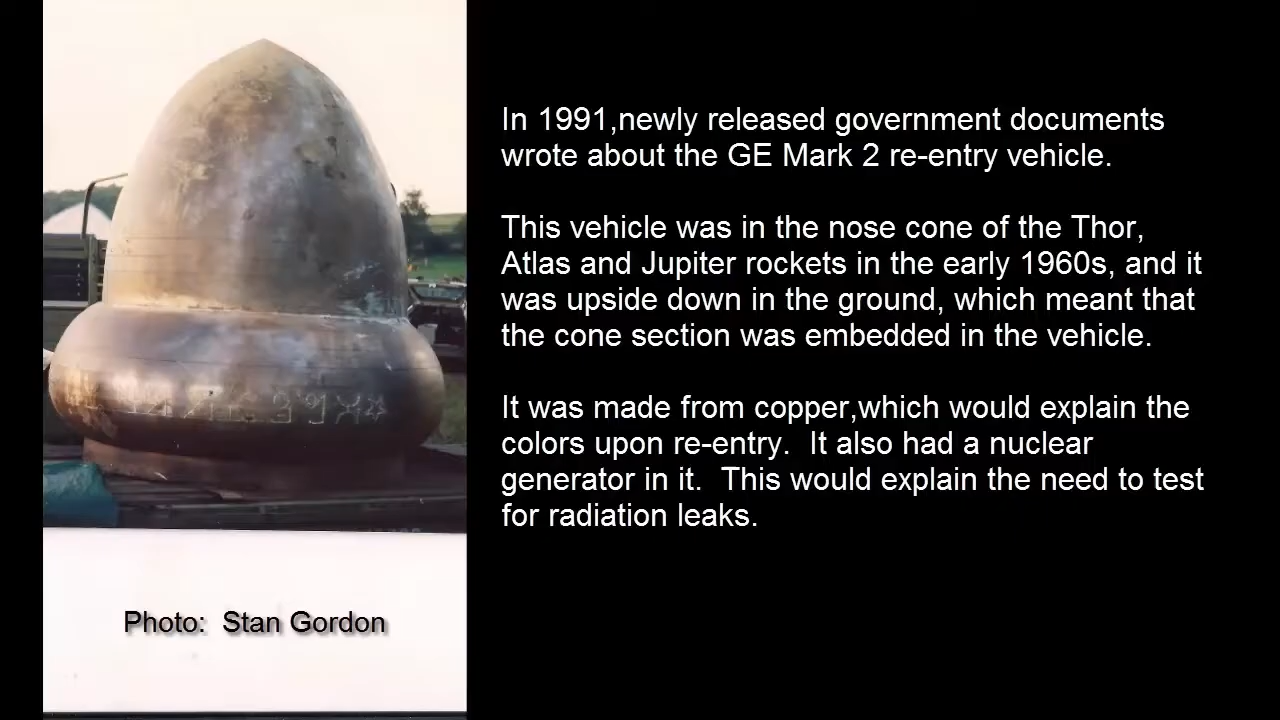 In 1991,newly released government documents
wrote about the GE Mark 2 re-entry vehicle.
This vehicle was in the nose cone of the Thor,
Atlas and Jupiter rockets in the early 1960s, and it
was upside down in the ground, which meant that
the cone section was embedded in the vehicle.
It was made from copper,which would explain the
colors upon re-entry.  It also had a nuclear
generator in it.  This would explain the need to test
for radiation leaks.
Photo:  Stan Gordon